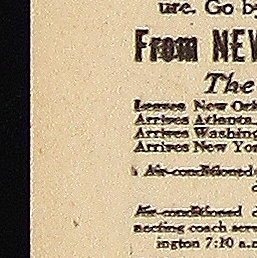 ure. Go by
From NEW
The
Leaves New Orl
Arrives Atlanta
Arrives Washing
Arrives New Yor
Air-conditioned
Air-conditioned d
necting coach serv
ington 7:10 a.m